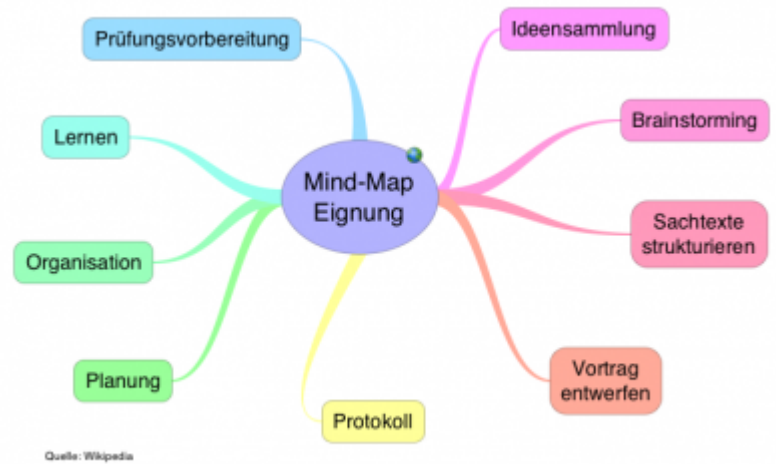 Prüfungsvorbereitung
Ideensammlung
Lernen
Brainstorming
Mind-Map
Eignung
Sachtexte
strukturieren
Organisation
Planung
Vortrag
entwerfen
Protokoll
Quelle: Wikipedia